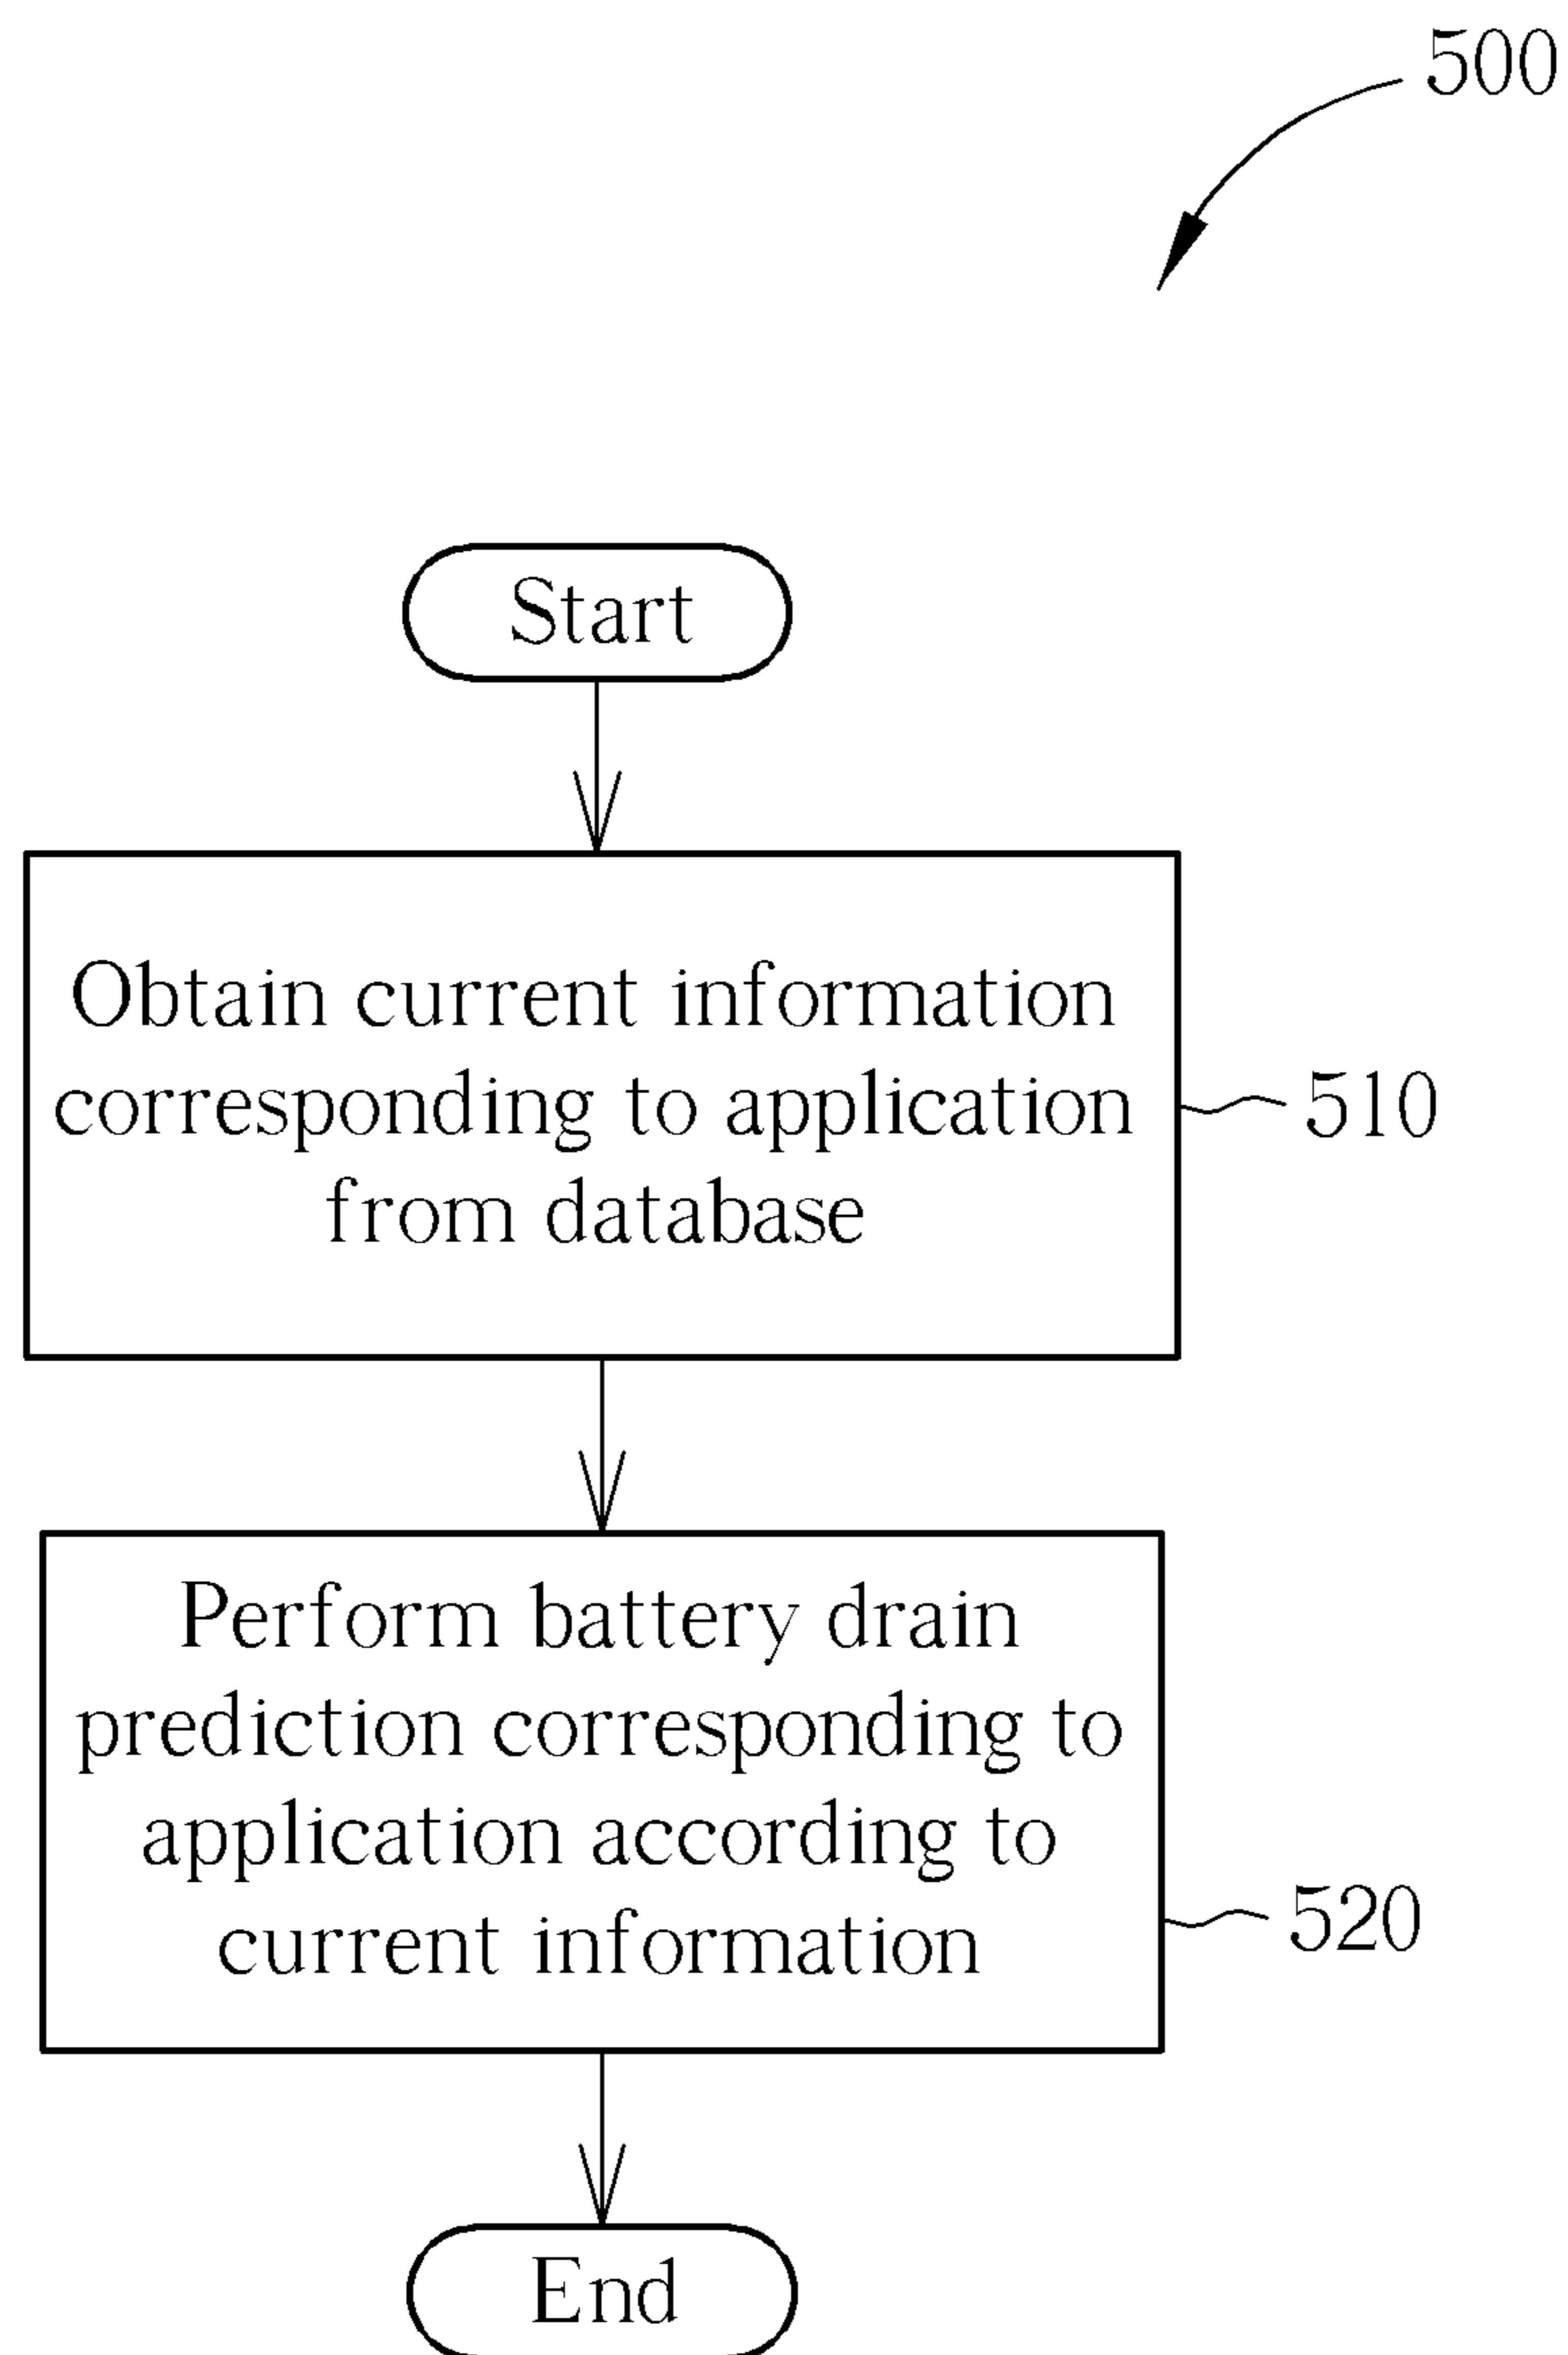 500
Start
Obtain current information
corresponding to application
from database
510
Perform battery drain
prediction corresponding to
application according to
current information
520
End